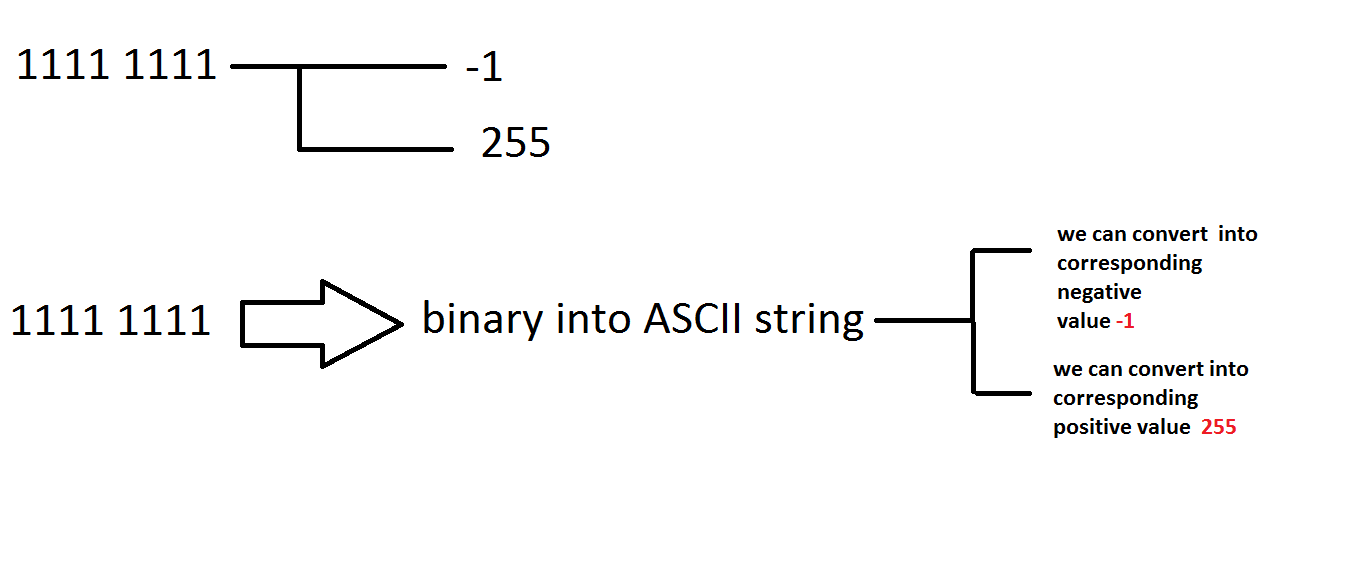 1111 1111
-1
255
1111 1111
binary into ASCII string
we can convert into
corresponding
negative
value -1
we can convert into
corresponding
positive value 255